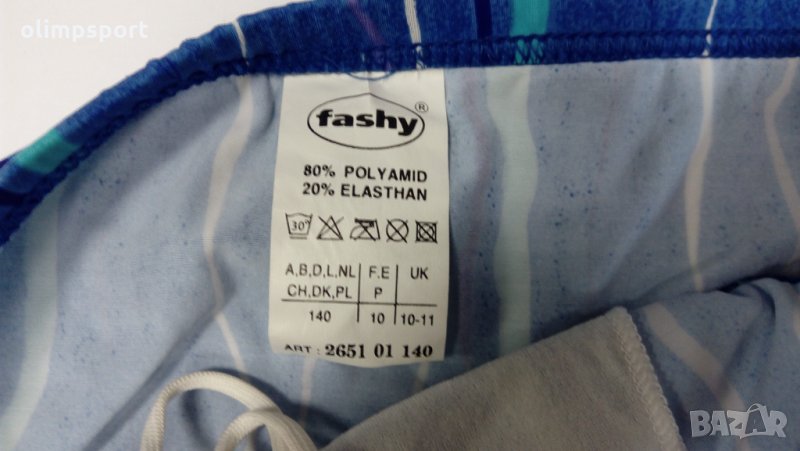 olimpsport
fashy®
80% POLYAMID
20% ELASTHAN
30°
A,B,D,L,NL F.E UK
CH,DK,PL P
140 10 10-11
ART : 2651 01 140
BAZAR